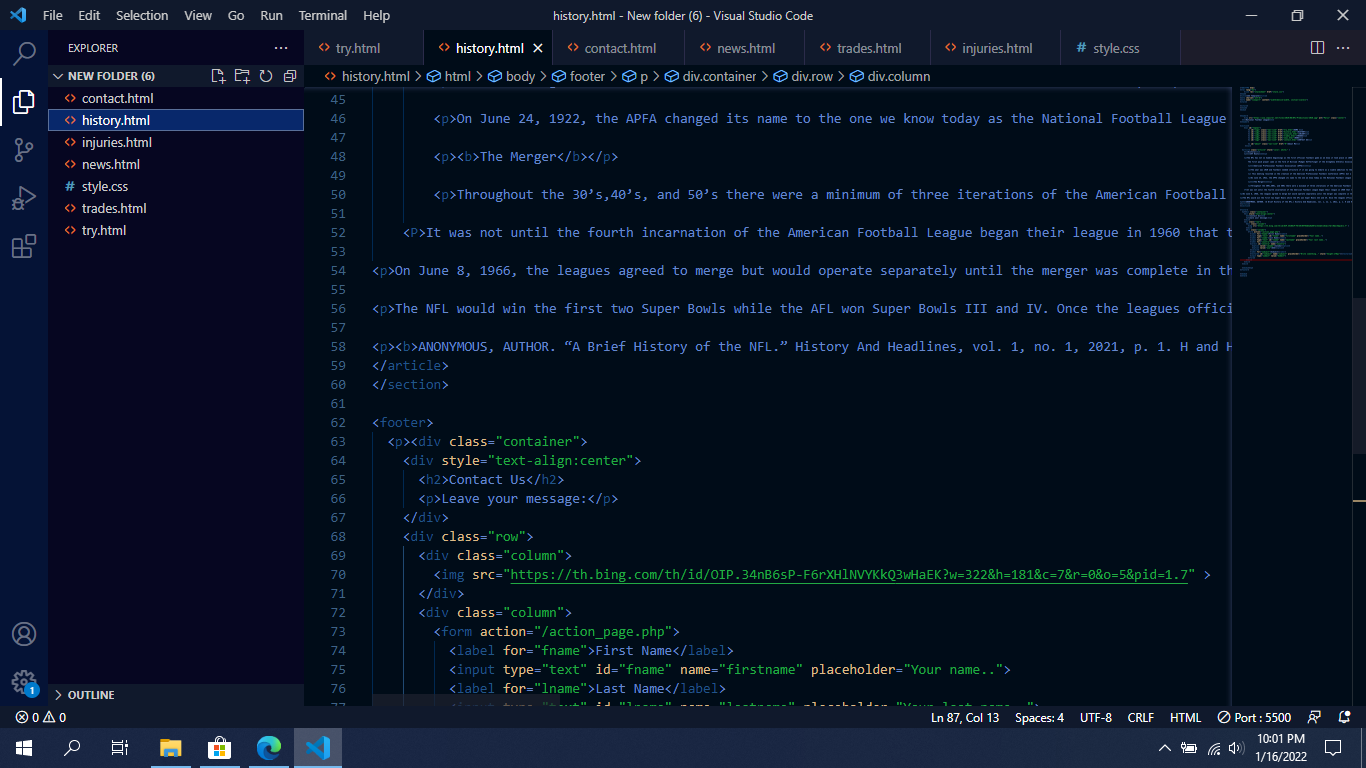 File Edit Selection View Go Run Terminal Help history.html - New folder (6) - Visual Studio Code
EXPLORER
try.html history.html contact.html news.html trades.html injuries.html # style.css
NEW FOLDER (6)
history.html > html > body > footer > p > div.container > div.row > div.column
contact.html
history.html
injuries.html
news.html
# style.css
trades.html
try.html
OUTLINE
45
46 <p>On June 24, 1922, the APFA changed its name to the one we know today as the National Football League
47
48 <p><b>The Merger</b></p>
49
50 <p>Throughout the 30’s,40’s, and 50’s there were a minimum of three iterations of the American Football
51
52 <P>It was not until the fourth incarnation of the American Football League began their league in 1960 that
53
54 <p>On June 8, 1966, the leagues agreed to merge but would operate separately until the merger was complete in
55
56 <p>The NFL would win the first two Super Bowls while the AFL won Super Bowls III and IV. Once the leagues
57
58 <p><b>ANONYMOUS, AUTHOR. “A Brief History of the NFL.” History And Headlines, vol. 1, no. 1, 2021, p. 1. H and H
59 </article>
60 </section>
61
62 <footer>
63 <p><div class="container">
64 <div style="text-align:center">
65 <h2>Contact Us</h2>
66 <p>Leave your message:</p>
67 </div>
68 <div class="row">
69 <div class="column">
70 <img src="https://th.bing.com/th/id/OIP.34nB6sP-F6rXHlNVYKkQ3wHaEK?w=322&h=181&c=7&r=0&o=5&pid=1.7" >
71 </div>
72 <div class="column">
73 <form action="/action_page.php">
74 <label for="fname">First Name</label>
75 <input type="text" id="fname" name="firstname" placeholder="Your name..">
76 <label for="lname">Last Name</label>
0 0 Ln 87, Col 13 Spaces: 4 UTF-8 CRLF HTML Port : 5500
1
10:01 PM
1/16/2022